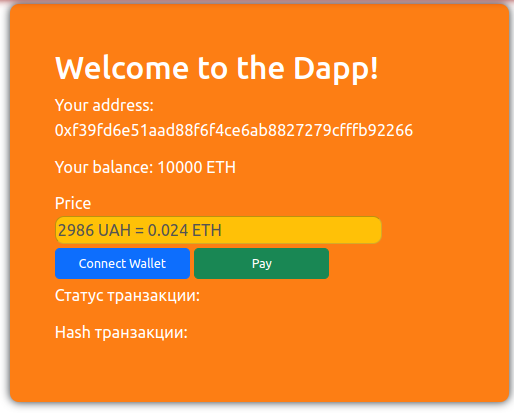 Welcome to the Dapp!
Your address:
0xf39fd6e51aad88f6f4ce6ab8827279cfffb92266
Your balance: 10000 ETH
Price
2986 UAH = 0.024 ETH
Connect Wallet Pay
Статус транзакции:
Hash транзакции: